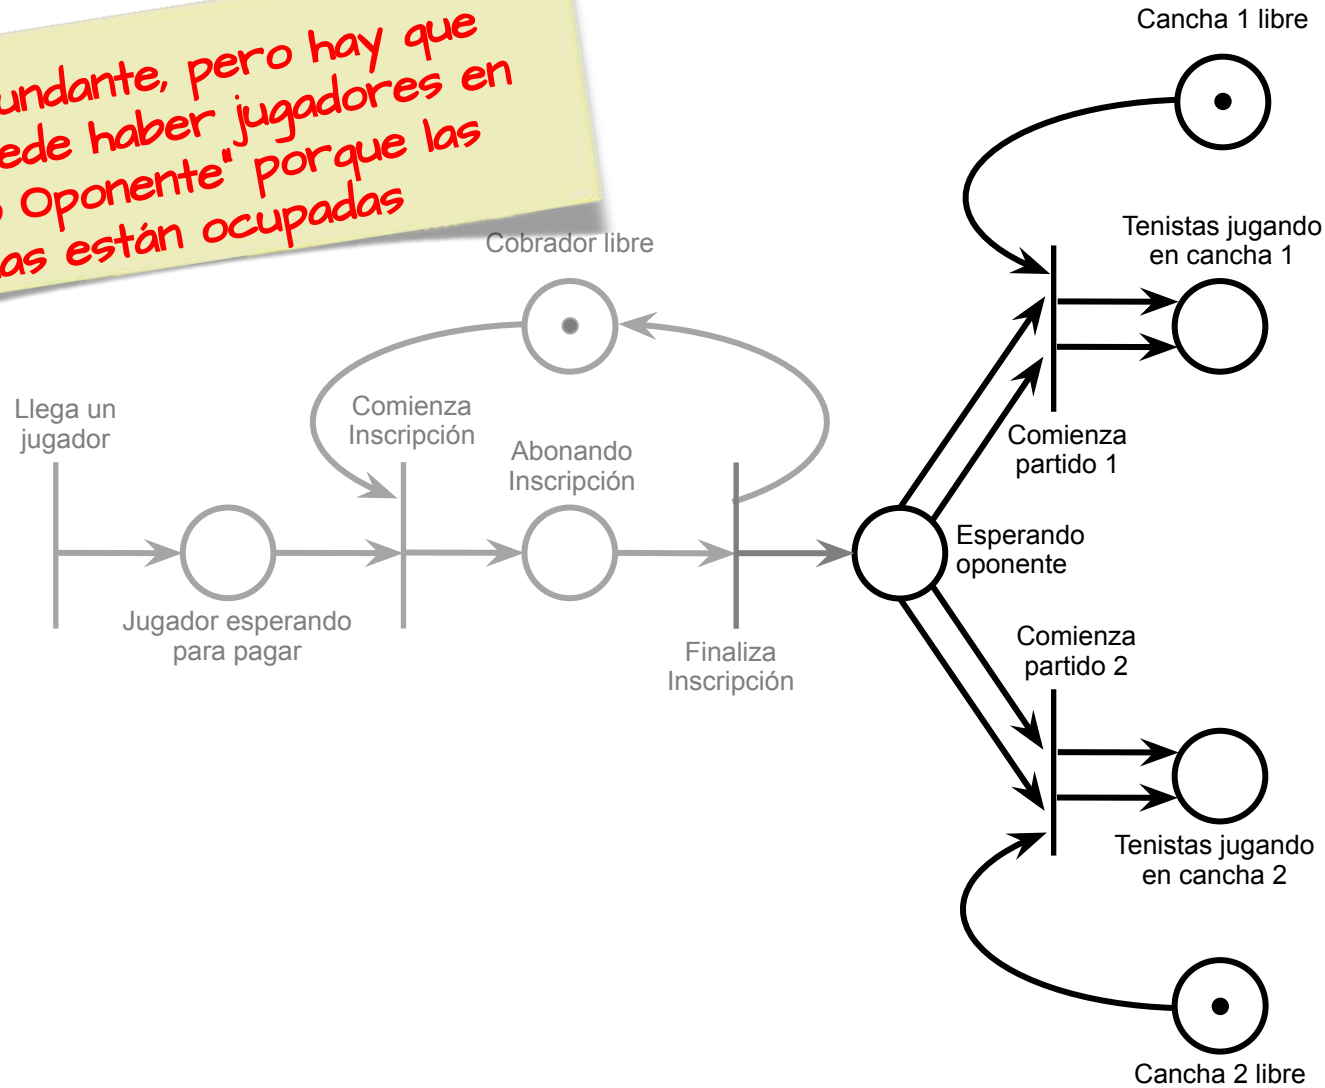 undante, pero hay que
ede haber jugadores en
Oponente" porque las
as están ocupadas
Cancha 1 libre
Tenistas jugando
en cancha 1
Cobrador libre
Llega un
jugador
Comienza
Inscripción
Abonando
Inscripción
Comienza
partido 1
Esperando
oponente
Jugador esperando
para pagar
Finaliza
Inscripción
Comienza
partido 2
Tenistas jugando
en cancha 2
Cancha 2 libre